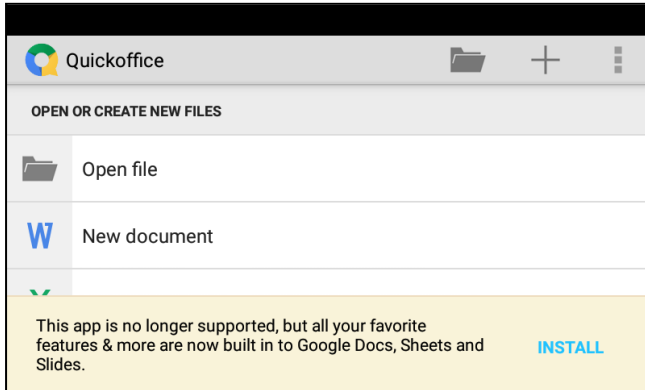 Quickoffice
OPEN OR CREATE NEW FILES
Open file
W New document
This app is no longer supported, but all your favorite
features & more are now built in to Google Docs, Sheets and
Slides.
INSTALL